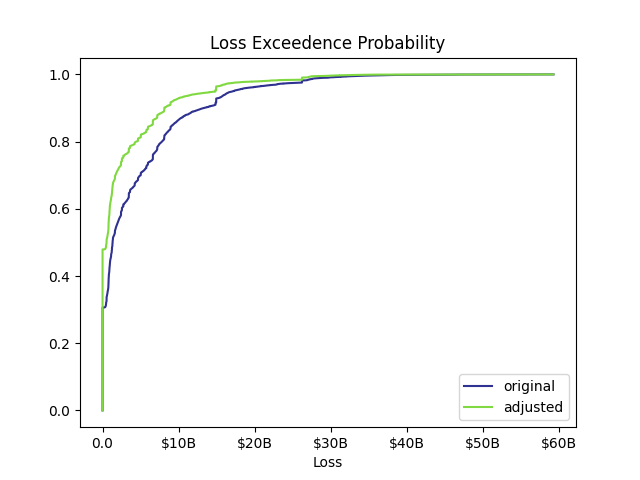 Loss Exceedence Probability
1.0
0.8
0.6
0.4
0.2
0.0
original
adjusted
0.0 $10B $20B $30B $40B $50B $60B
Loss